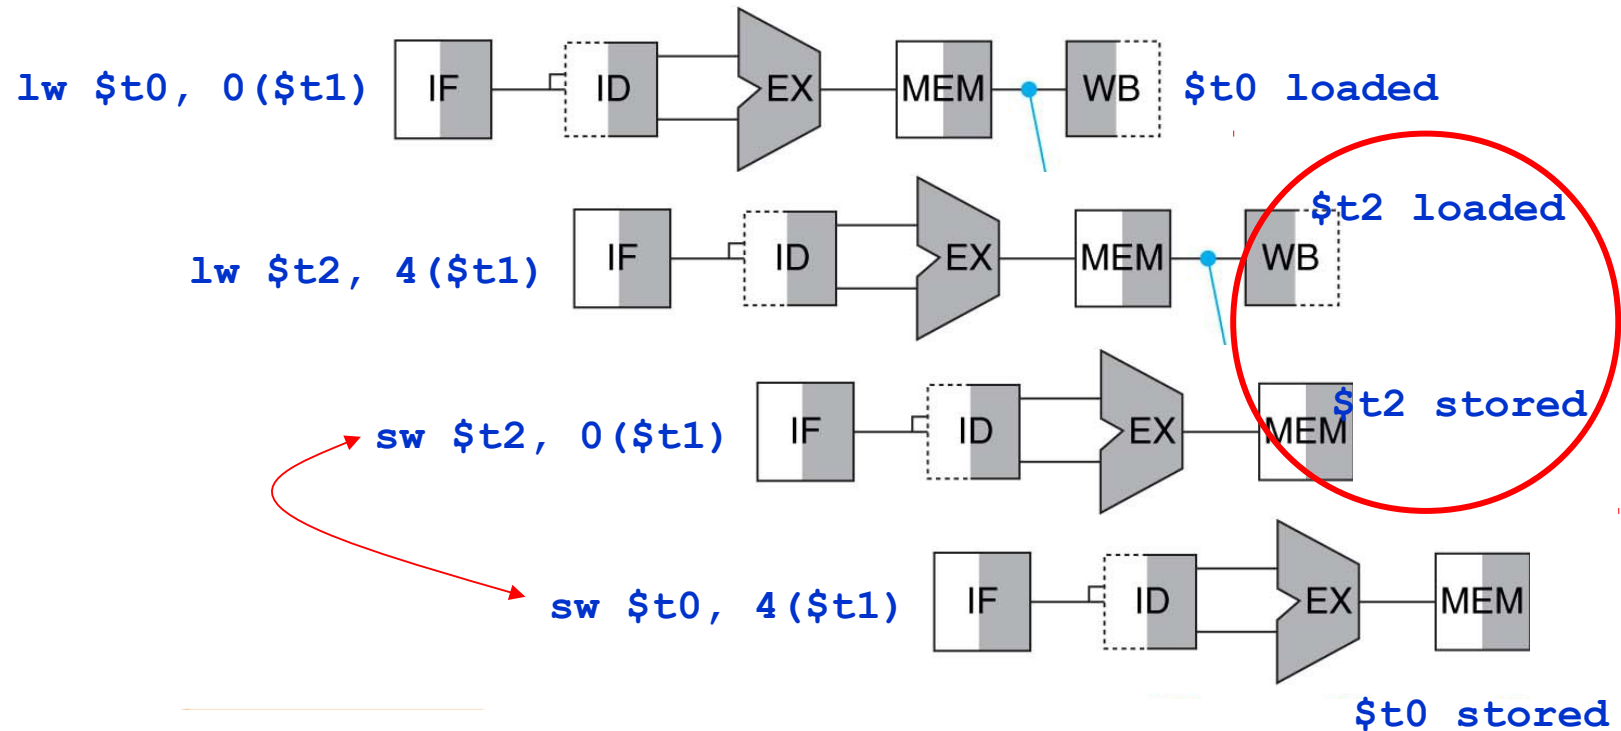 lw $t0, 0($t1) IF ID EX MEM WB $t0 loaded
$t2 loaded
lw $t2, 4($t1) IF ID EX MEM WB
$t2 stored
sw $t2, 0($t1) IF ID EX MEM
sw $t0, 4($t1) IF ID EX MEM
$t0 stored